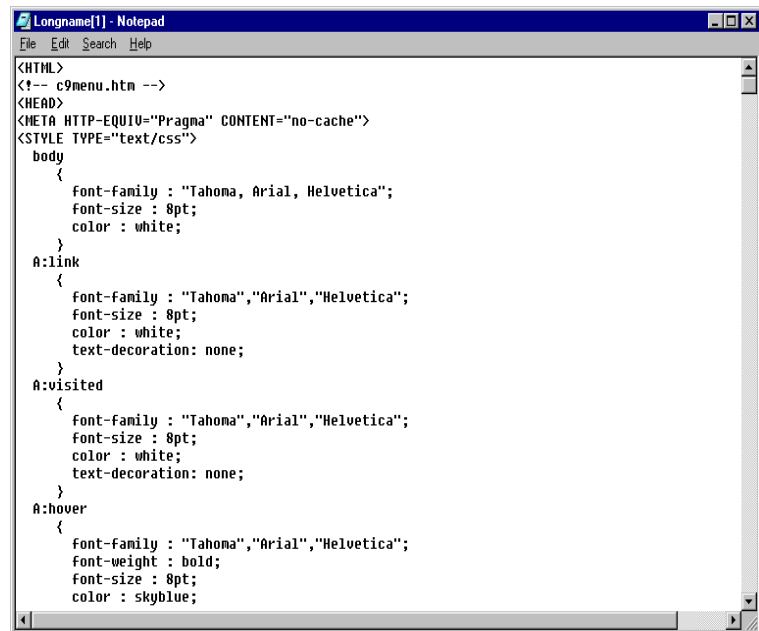 Longname[1] - Notepad
File Edit Search Help
<HTML>
<!-- c9menu.htm -->
<HEAD>
<META HTTP-EQUIV="Pragma" CONTENT="no-cache">
<STYLE TYPE="text/css">
body
{
font-family : "Tahoma, Arial, Helvetica";
font-size : 8pt;
color : white;
}
A:link
{
font-family : "Tahoma","Arial","Helvetica";
font-size : 8pt;
color : white;
text-decoration: none;
}
A:visited
{
font-family : "Tahoma","Arial","Helvetica";
font-size : 8pt;
color : white;
text-decoration: none;
}
A:hover
{
font-family : "Tahoma","Arial","Helvetica";
font-weight : bold;
font-size : 8pt;
color : skyblue;